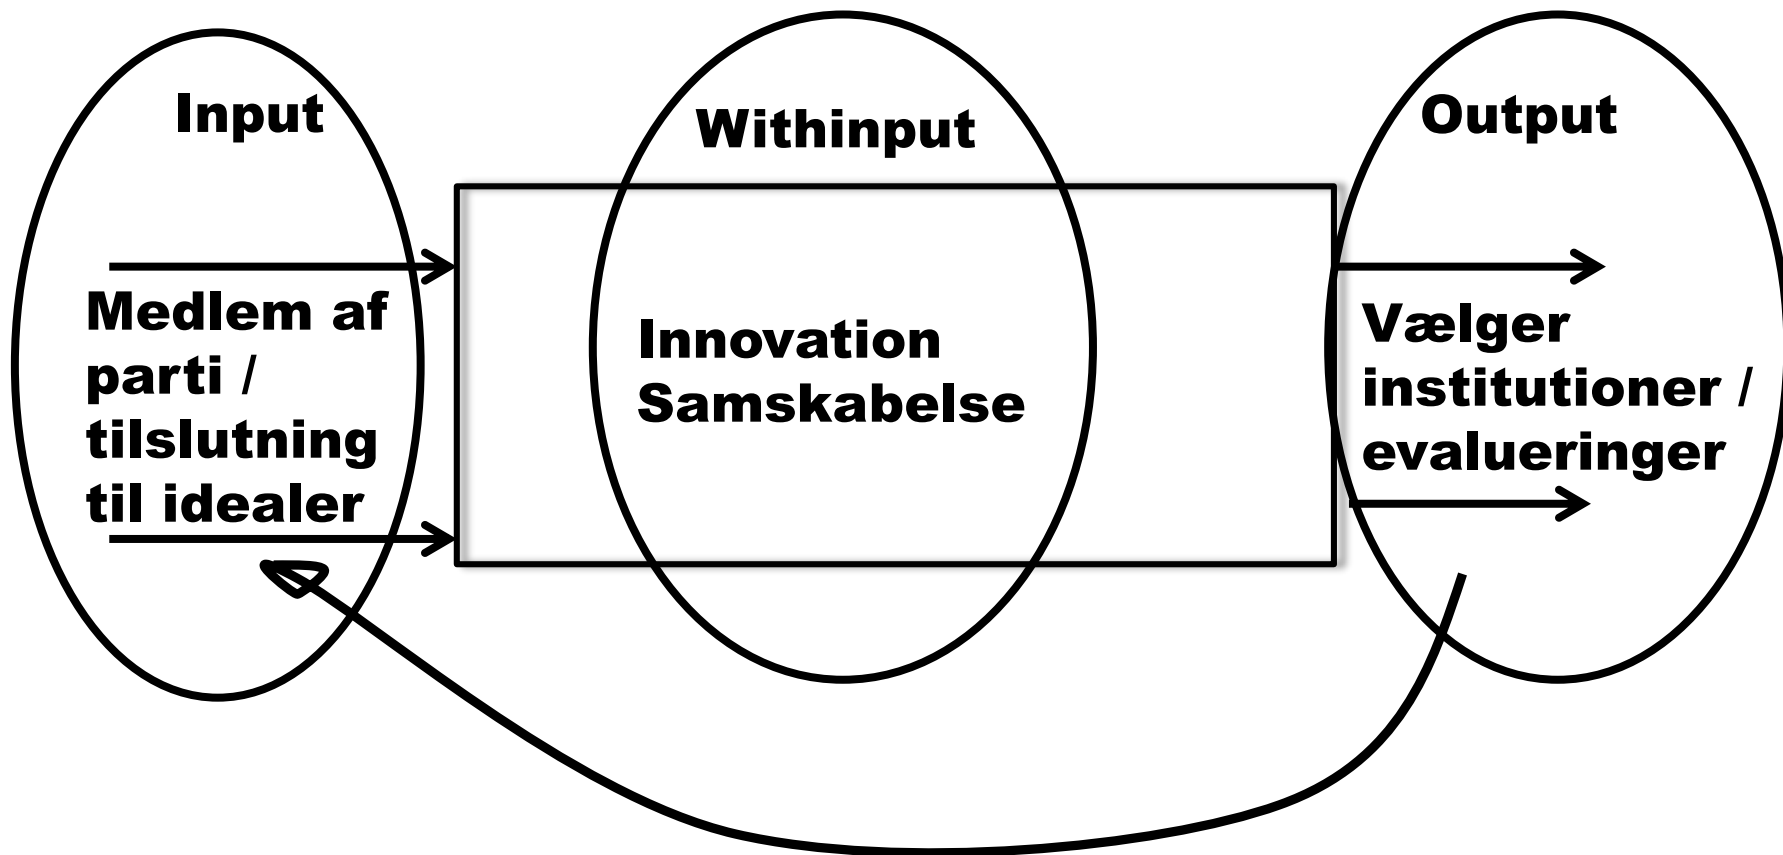 Input
Withinput
Output
Medlem af
parti /
tilslutning
til idealer
Innovation
Samskabelse
Vælger
institutioner /
evalueringer